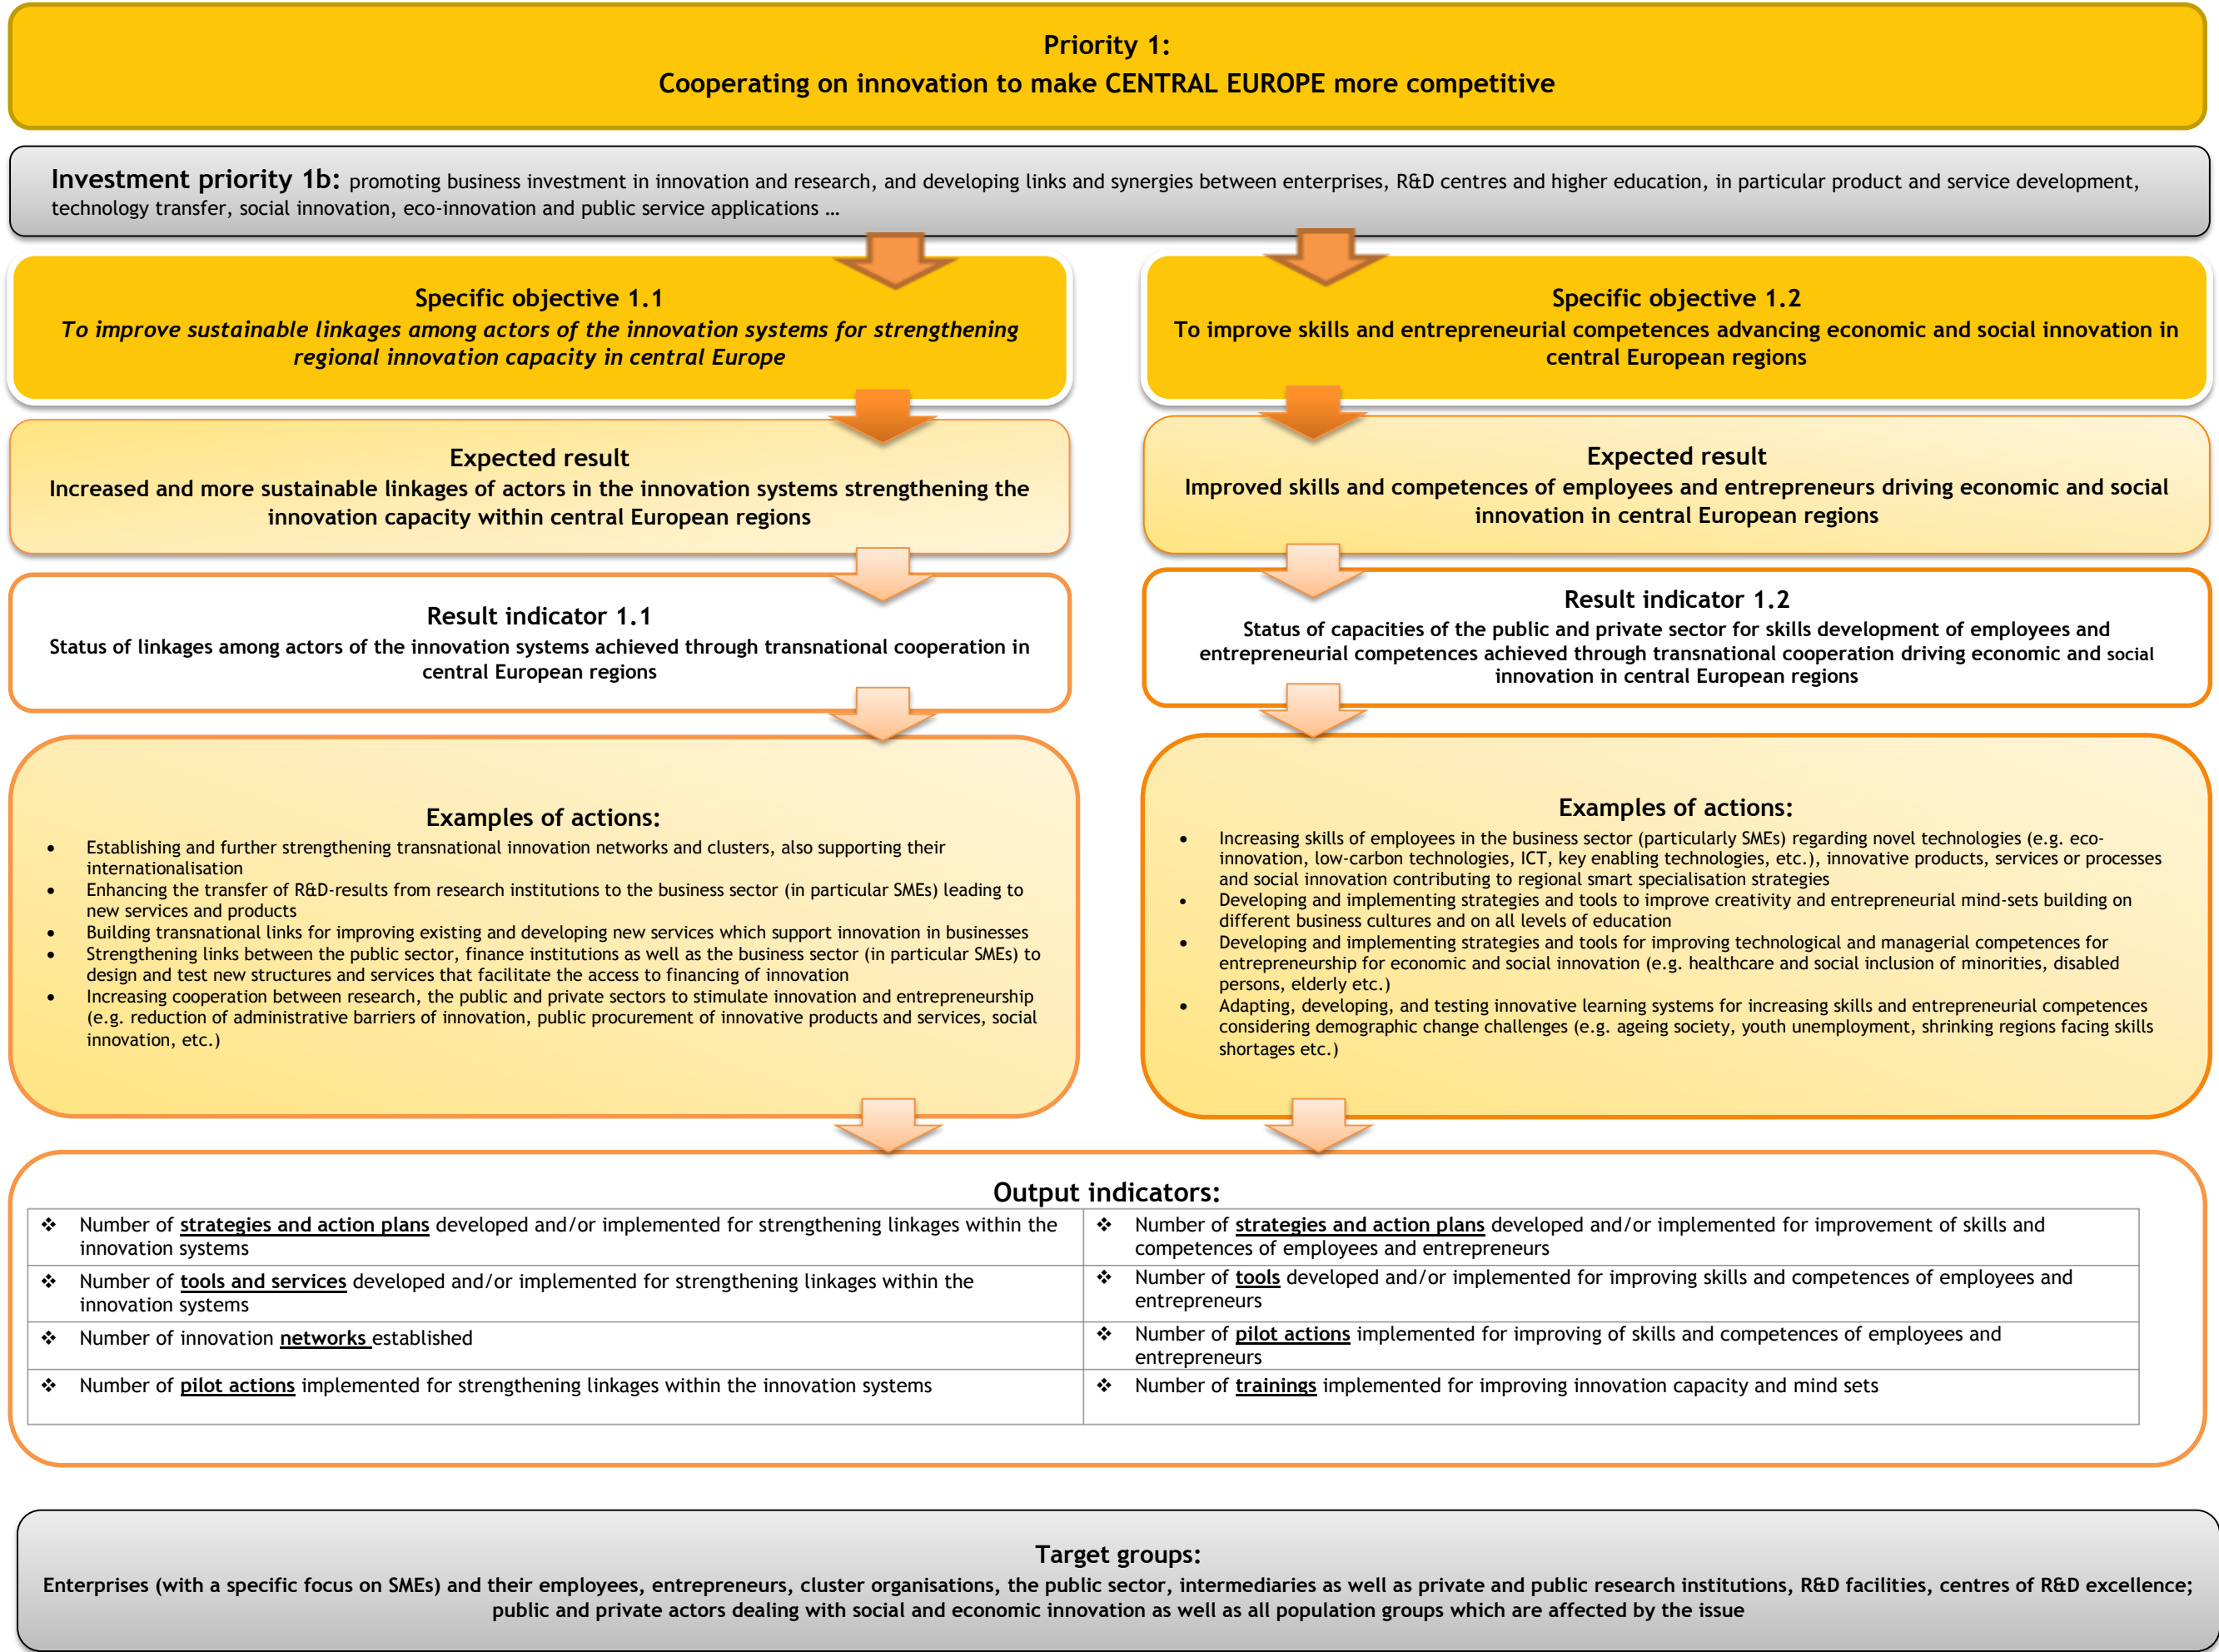 Priority 1:
Cooperating on innovation to make CENTRAL EUROPE more competitive
Investment priority 1b: promoting business investment in innovation and research, and developing links and synergies between enterprises, R&D centres and higher education, in particular product and service development,
technology transfer, social innovation, eco-innovation and public service applications …
Specific objective 1.1
To improve sustainable linkages among actors of the innovation systems for strengthening
regional innovation capacity in central Europe
Expected result
Increased and more sustainable linkages of actors in the innovation systems strengthening the
innovation capacity within central European regions
Result indicator 1.1
Status of linkages among actors of the innovation systems achieved through transnational cooperation in
central European regions
Examples of actions:
• Establishing and further strengthening transnational innovation networks and clusters, also supporting their
internationalisation
• Enhancing the transfer of R&D-results from research institutions to the business sector (in particular SMEs) leading to
new services and products
• Building transnational links for improving existing and developing new services which support innovation in businesses
• Strengthening links between the public sector, finance institutions as well as the business sector (in particular SMEs) to
design and test new structures and services that facilitate the access to financing of innovation
• Increasing cooperation between research, the public and private sectors to stimulate innovation and entrepreneurship
(e.g. reduction of administrative barriers of innovation, public procurement of innovative products and services, social
innovation, etc.)
Specific objective 1.2
To improve skills and entrepreneurial competences advancing economic and social innovation in
central European regions
Expected result
Improved skills and competences of employees and entrepreneurs driving economic and social
innovation in central European regions
Result indicator 1.2
Status of capacities of the public and private sector for skills development of employees and
entrepreneurial competences achieved through transnational cooperation driving economic and social
innovation in central European regions
Examples of actions:
• Increasing skills of employees in the business sector (particularly SMEs) regarding novel technologies (e.g. eco-
innovation, low-carbon technologies, ICT, key enabling technologies, etc.), innovative products, services or processes
and social innovation contributing to regional smart specialisation strategies
• Developing and implementing strategies and tools to improve creativity and entrepreneurial mind-sets building on
different business cultures and on all levels of education
• Developing and implementing strategies and tools for improving technological and managerial competences for
entrepreneurship for economic and social innovation (e.g. healthcare and social inclusion of minorities, disabled
persons, elderly etc.)
• Adapting, developing, and testing innovative learning systems for increasing skills and entrepreneurial competences
considering demographic change challenges (e.g. ageing society, youth unemployment, shrinking regions facing skills
shortages etc.)
Output indicators:
❖ Number of strategies and action plans developed and/or implemented for strengthening linkages within the
innovation systems
❖ Number of strategies and action plans developed and/or implemented for improvement of skills and
competences of employees and entrepreneurs
❖ Number of tools and services developed and/or implemented for strengthening linkages within the
innovation systems
❖ Number of tools developed and/or implemented for improving skills and competences of employees and
entrepreneurs
❖ Number of innovation networks established
❖ Number of pilot actions implemented for improving of skills and competences of employees and
entrepreneurs
❖ Number of pilot actions implemented for strengthening linkages within the innovation systems
❖ Number of trainings implemented for improving innovation capacity and mind sets
Target groups:
Enterprises (with a specific focus on SMEs) and their employees, entrepreneurs, cluster organisations, the public sector, intermediaries as well as private and public research institutions, R&D facilities, centres of R&D excellence;
public and private actors dealing with social and economic innovation as well as all population groups which are affected by the issue